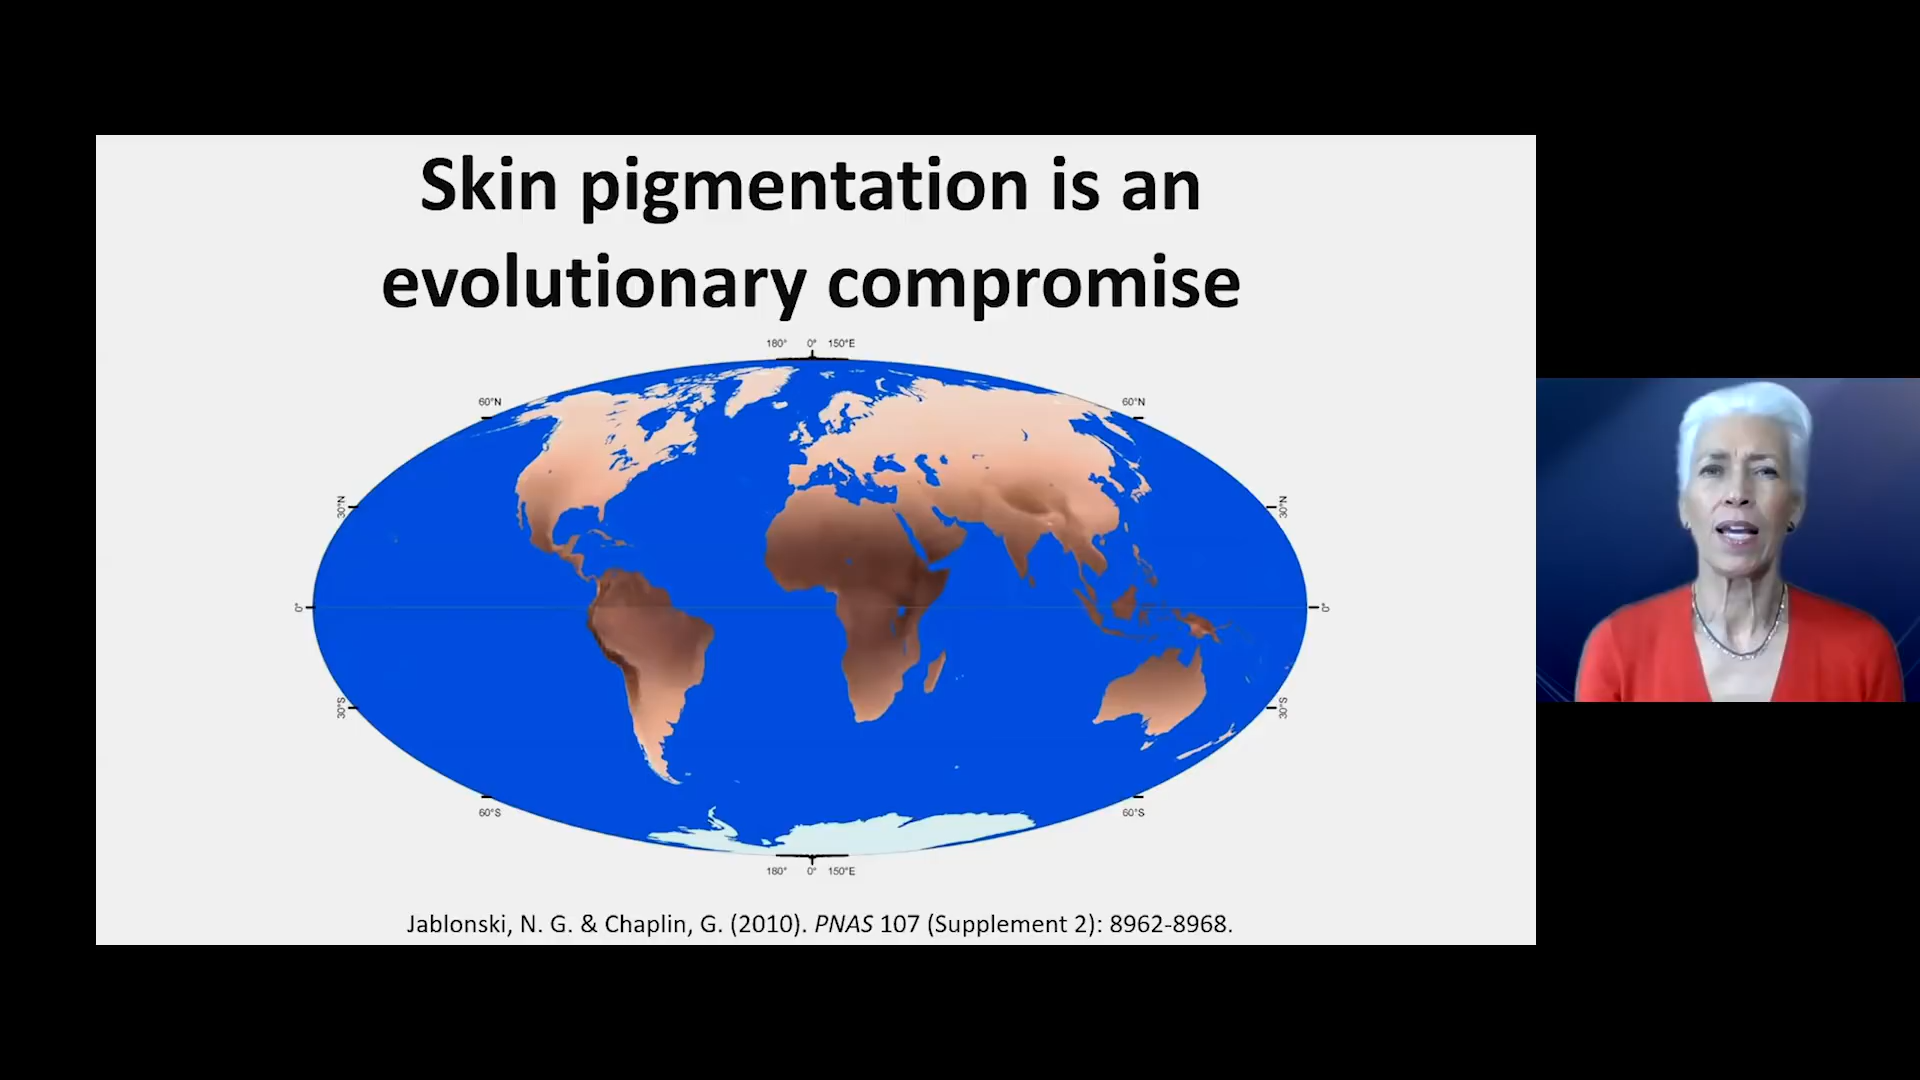 Skin pigmentation is an
evolutionary compromise
180° 0° 150°E
60°N 60°N
30°N 30°N
0° 0°
30°S 30°S
60°S 60°S
180° 0° 150°E
Jablonski, N. G. & Chaplin, G. (2010). PNAS 107 (Supplement 2): 8962-8968.